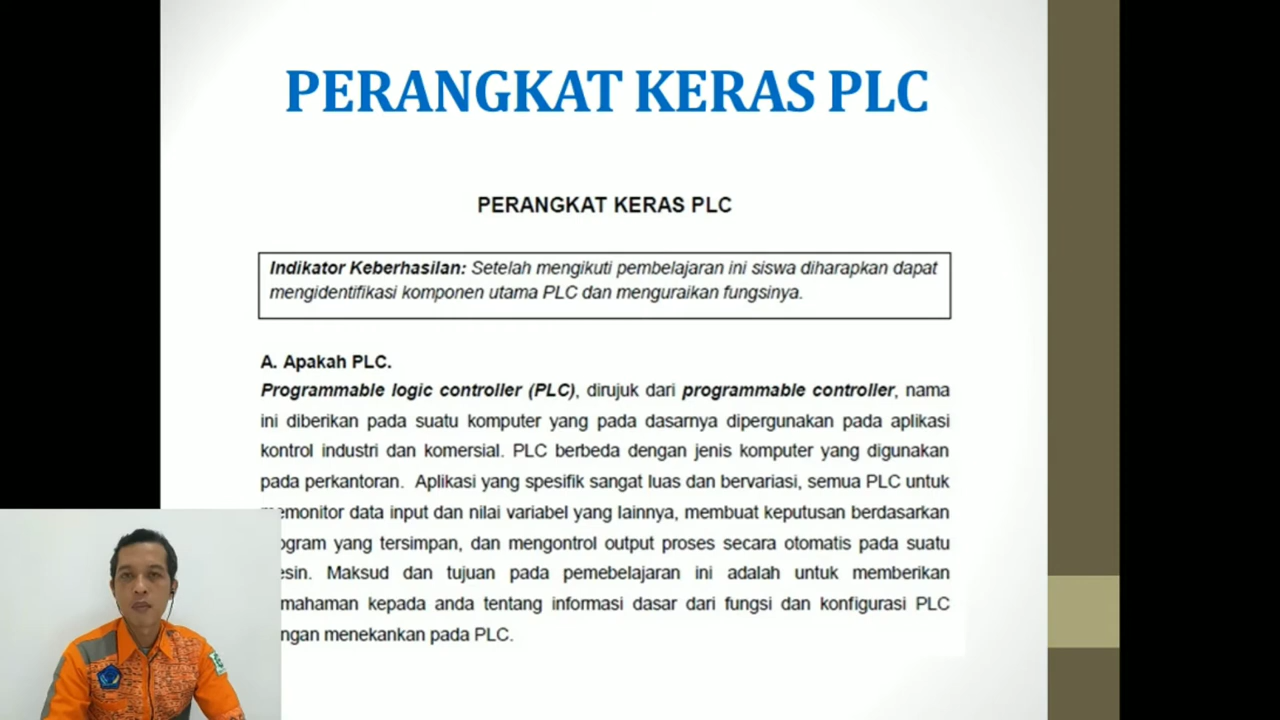 PERANGKAT KERAS PLC
PERANGKAT KERAS PLC
Indikator Keberhasilan: Setelah mengikuti pembelajaran ini siswa diharapkan dapat
mengidentifikasi komponen utama PLC dan menguraikan fungsinya.
A. Apakah PLC.
Programmable logic controller (PLC), dirujuk dari programmable controller, nama
ini diberikan pada suatu komputer yang pada dasarnya dipergunakan pada aplikasi
kontrol industri dan komersial. PLC berbeda dengan jenis komputer yang digunakan
pada perkantoran. Aplikasi yang spesifik sangat luas dan bervariasi, semua PLC untuk
memonitor data input dan nilai variabel yang lainnya, membuat keputusan berdasarkan
ogram yang tersimpan, dan mengontrol output proses secara otomatis pada suatu
esin. Maksud dan tujuan pada pemebelajaran ini adalah untuk memberikan
mahaman kepada anda tentang informasi dasar dari fungsi dan konfigurasi PLC
ngan menekankan pada PLC.